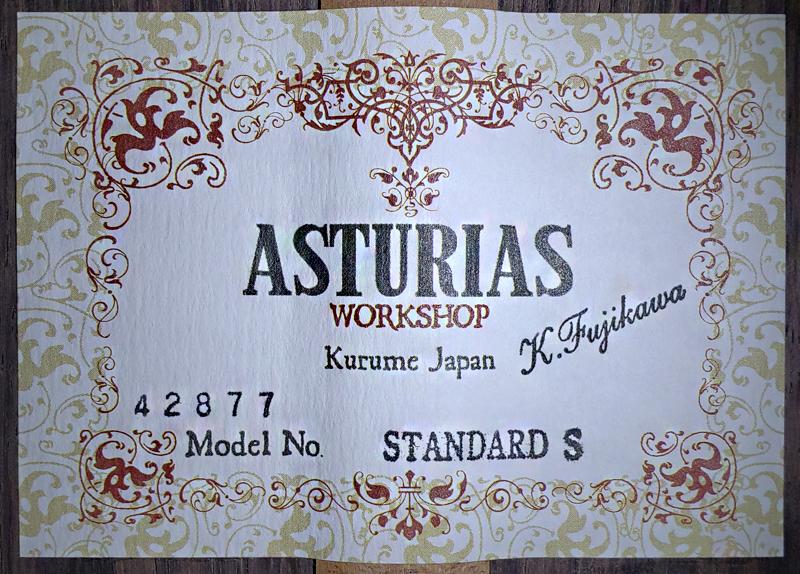 ASTURIAS
WORKSHOP
Kurume Japan
K.Fujikawa
42877
Model No.
STANDARD S